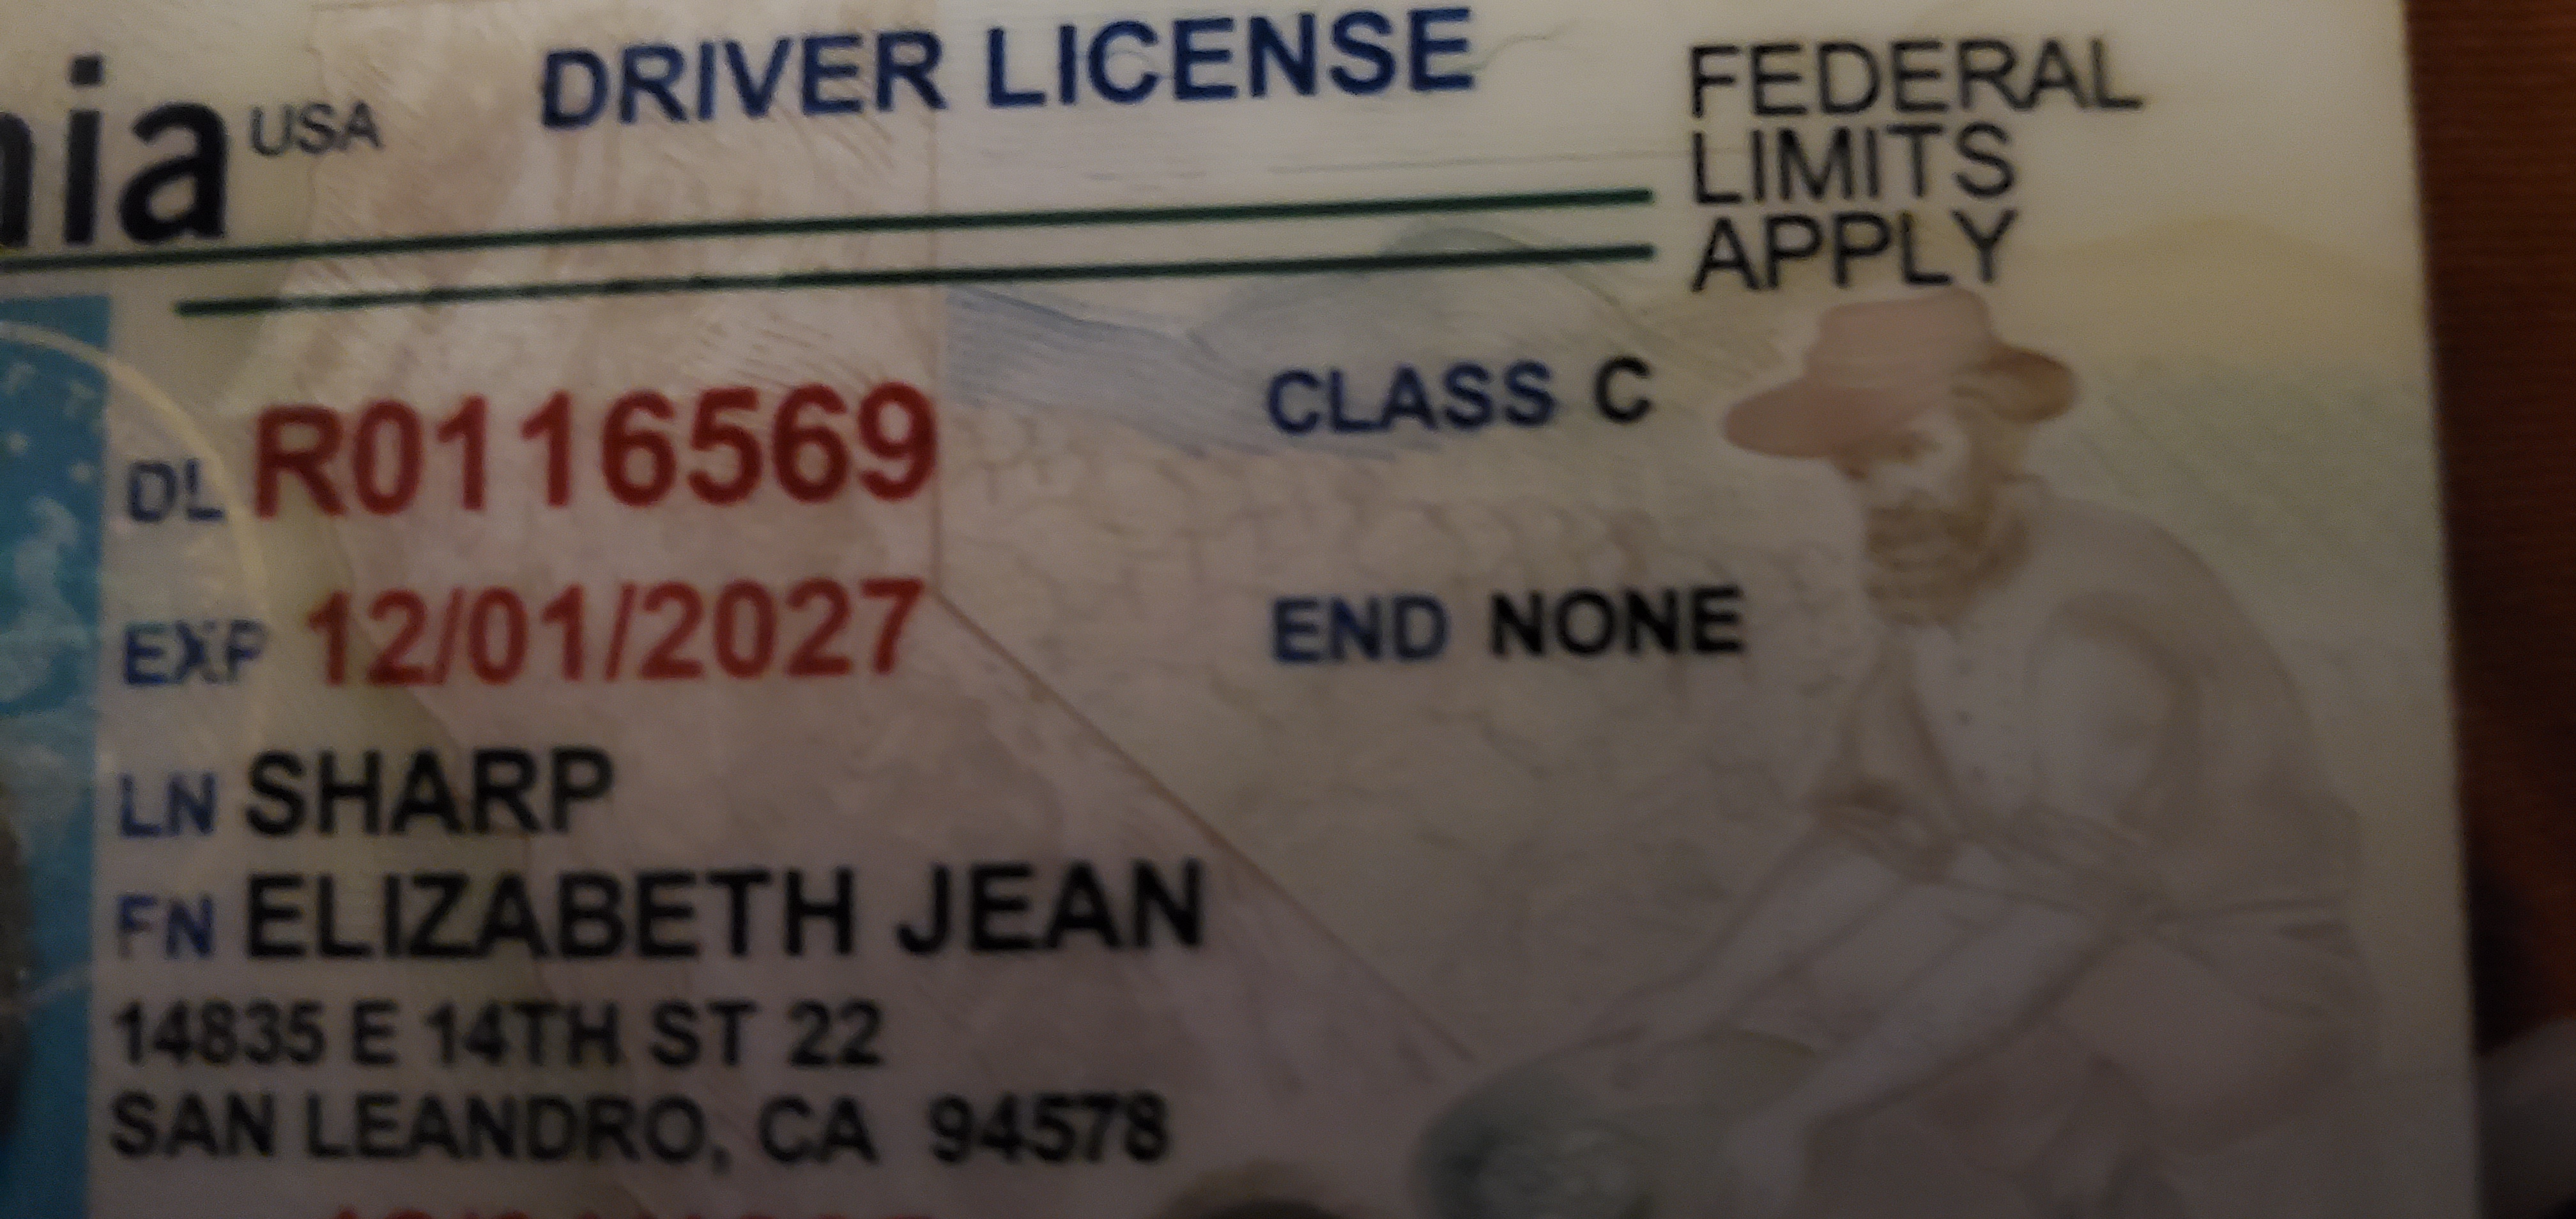 nia USA DRIVER LICENSE
FEDERAL
LIMITS
APPLY
DL R0116569
CLASS C
EXP 12/01/2027
END NONE
LN SHARP
FN ELIZABETH JEAN
14835 E 14TH ST 22
SAN LEANDRO, CA 94578